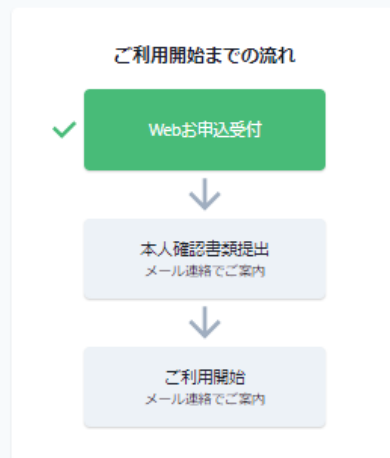 ご利用開始までの流れ
Webお申込受付
本人確認書類提出
メール連絡でご案内
ご利用開始
メール連絡でご案内